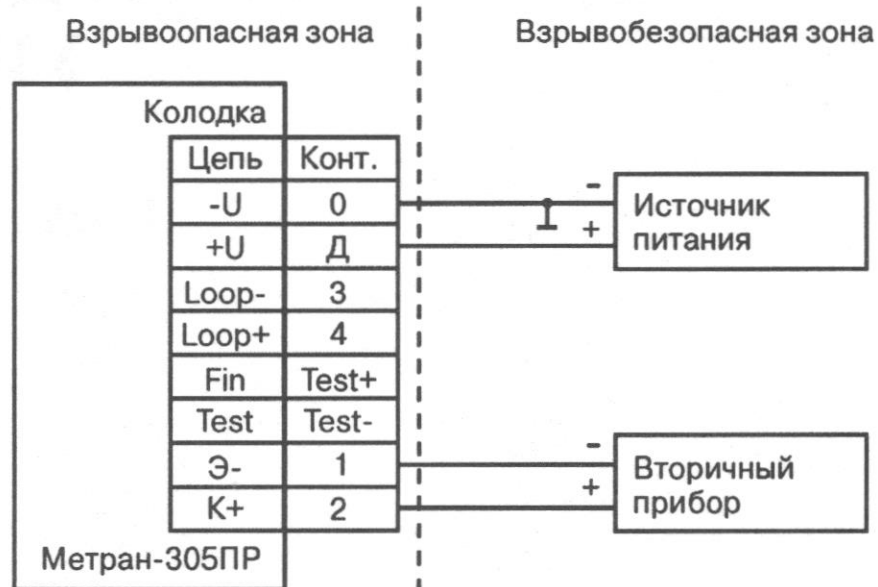 Взрывоопасная зона
Взрывобезопасная зона
Колодка
Цепь Конт.
-U 0
+U Д
Loop- 3
Loop+ 4
Fin Test+
Test Test-
Э- 1
К+ 2
Метран-305ПР
-
+
Источник
питания
-
+
Вторичный
прибор